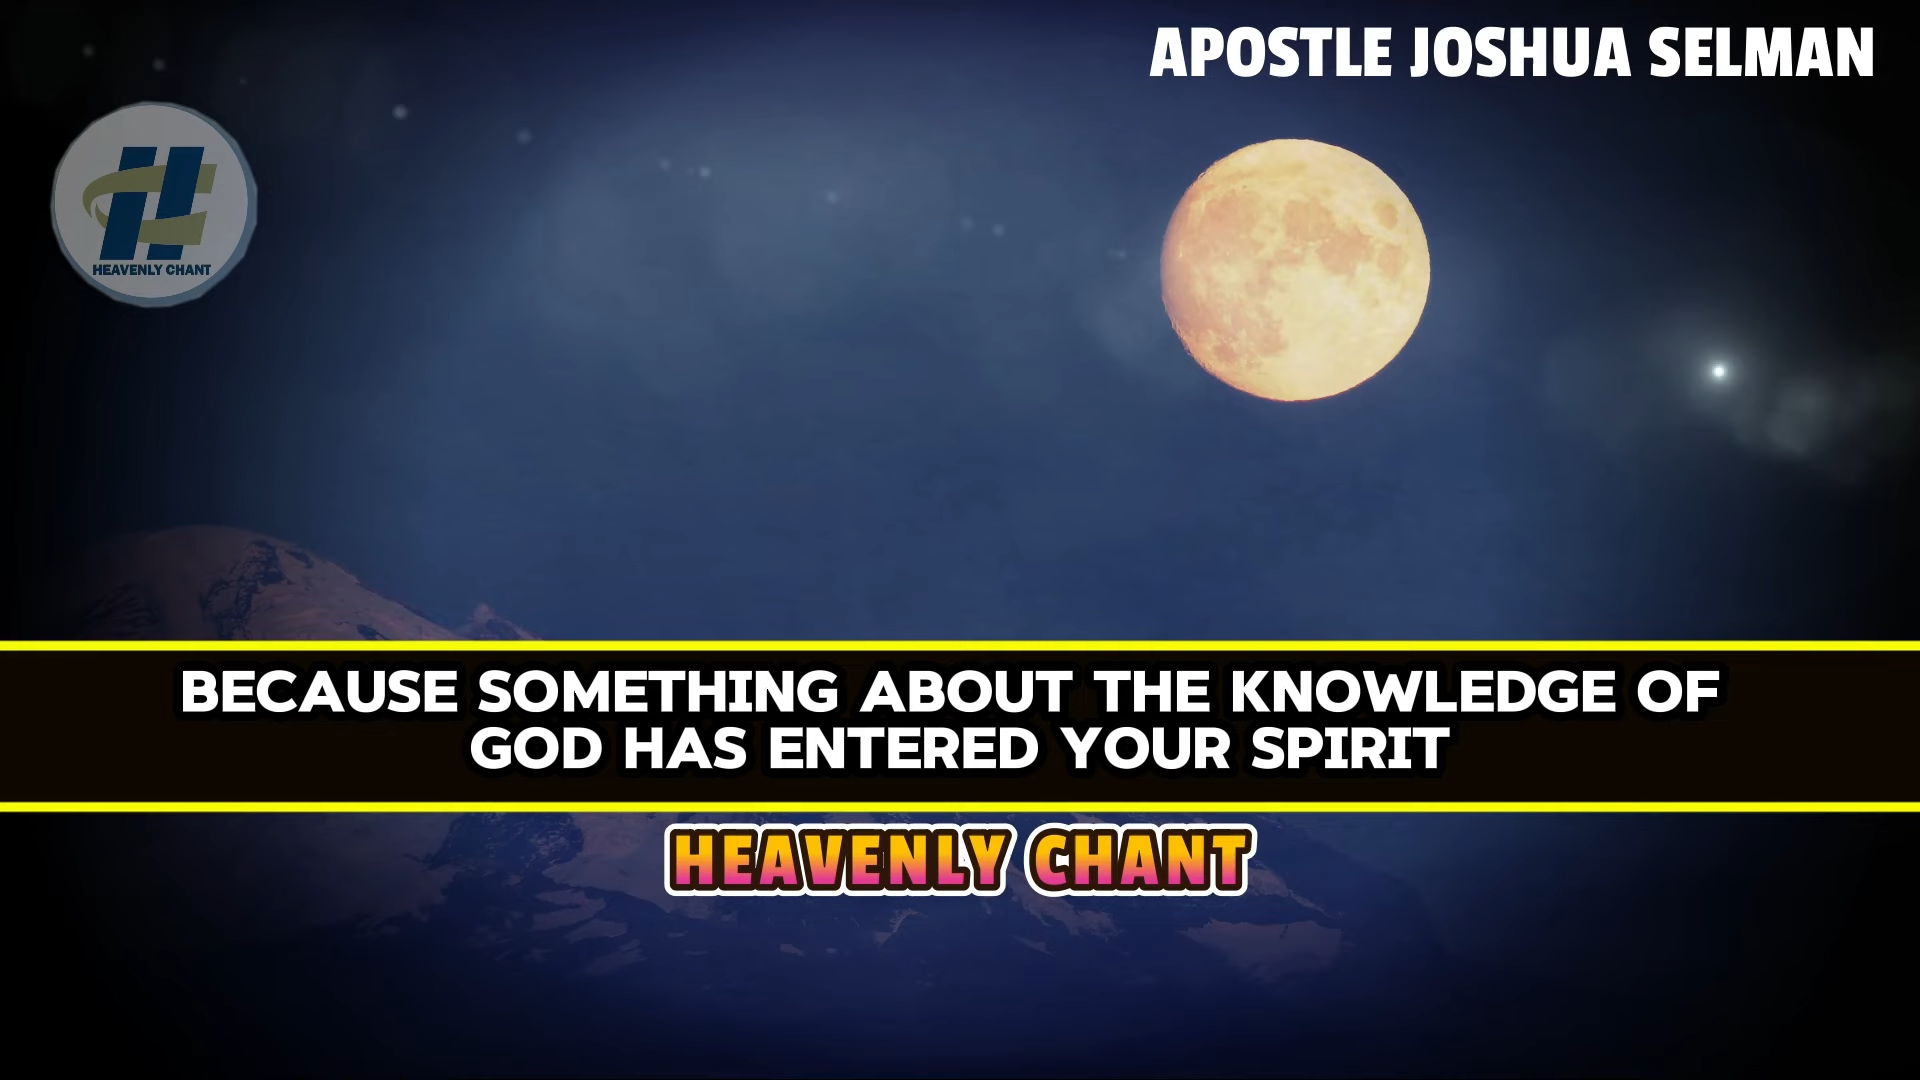 APOSTLE JOSHUA SELMAN
HEAVENLY CHANT
BECAUSE SOMETHING ABOUT THE KNOWLEDGE OF
GOD HAS ENTERED YOUR SPIRIT
HEAVENLY CHANT